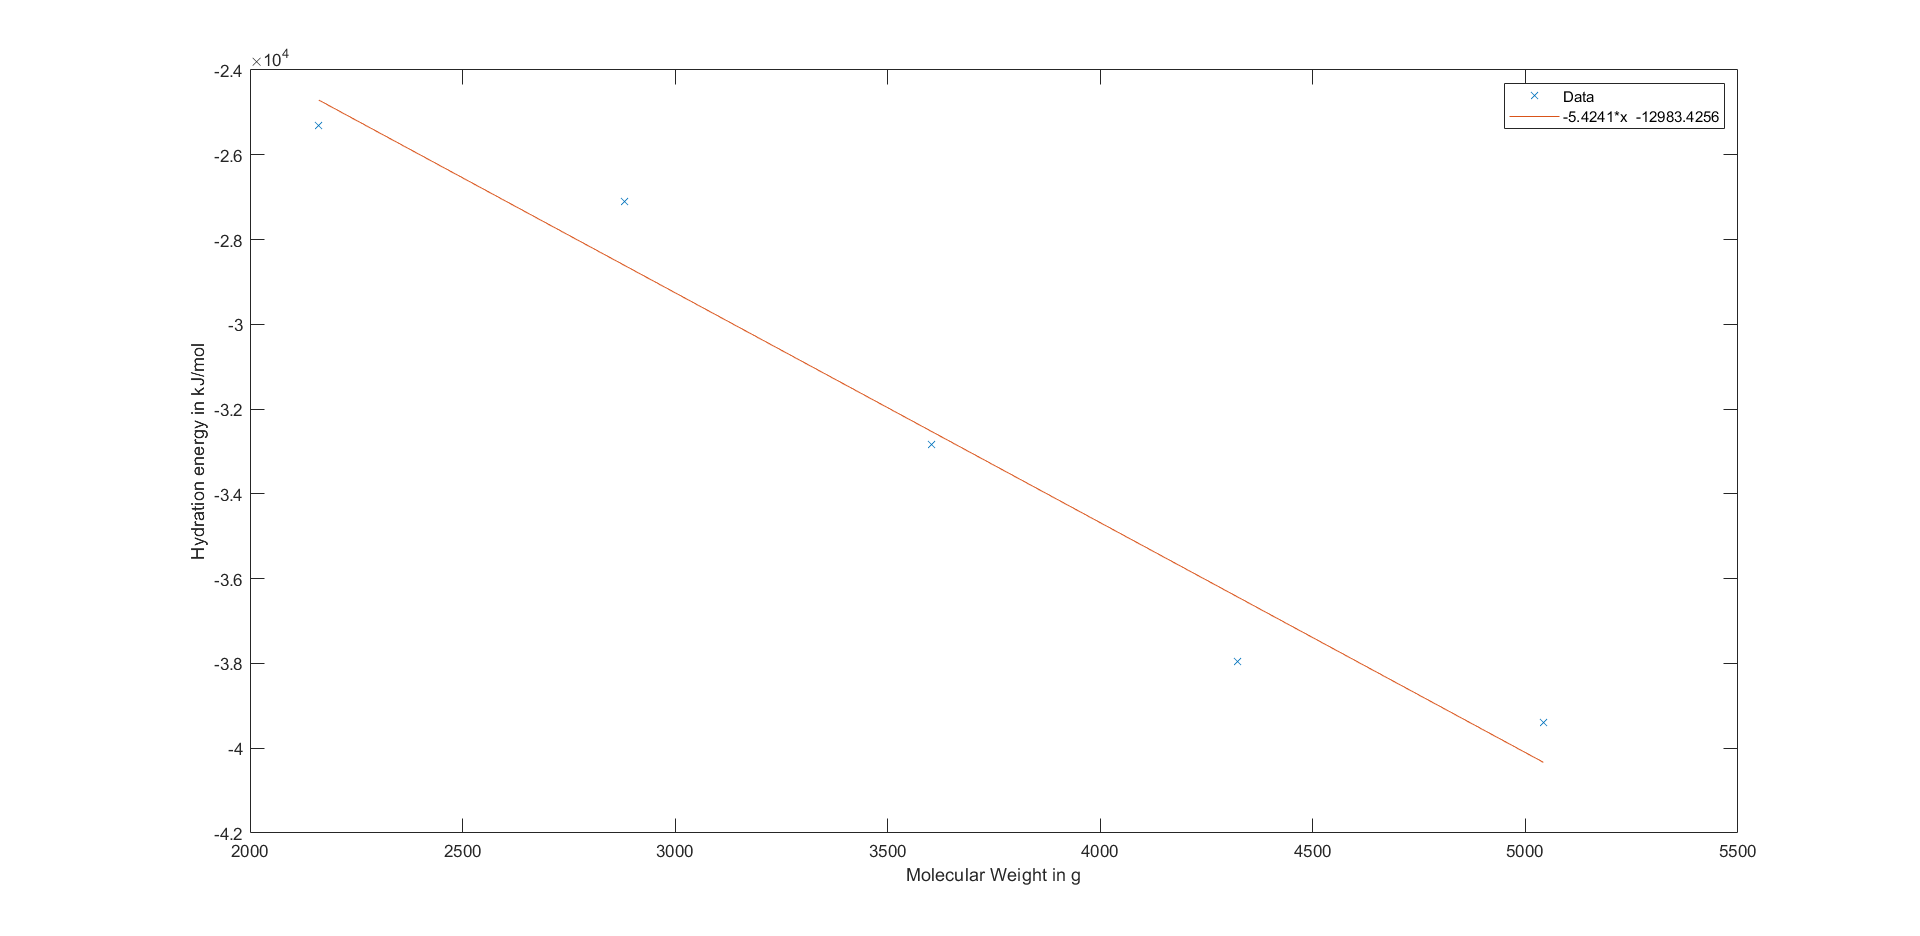 ×10⁴
-2.4
-2.6
-2.8
-3
-3.2
-3.4
-3.6
-3.8
-4
-4.2
Hydration energy in kJ/mol
2000 2500 3000 3500 4000 4500 5000 5500
Molecular Weight in g
Data
-5.4241*x  -12983.4256